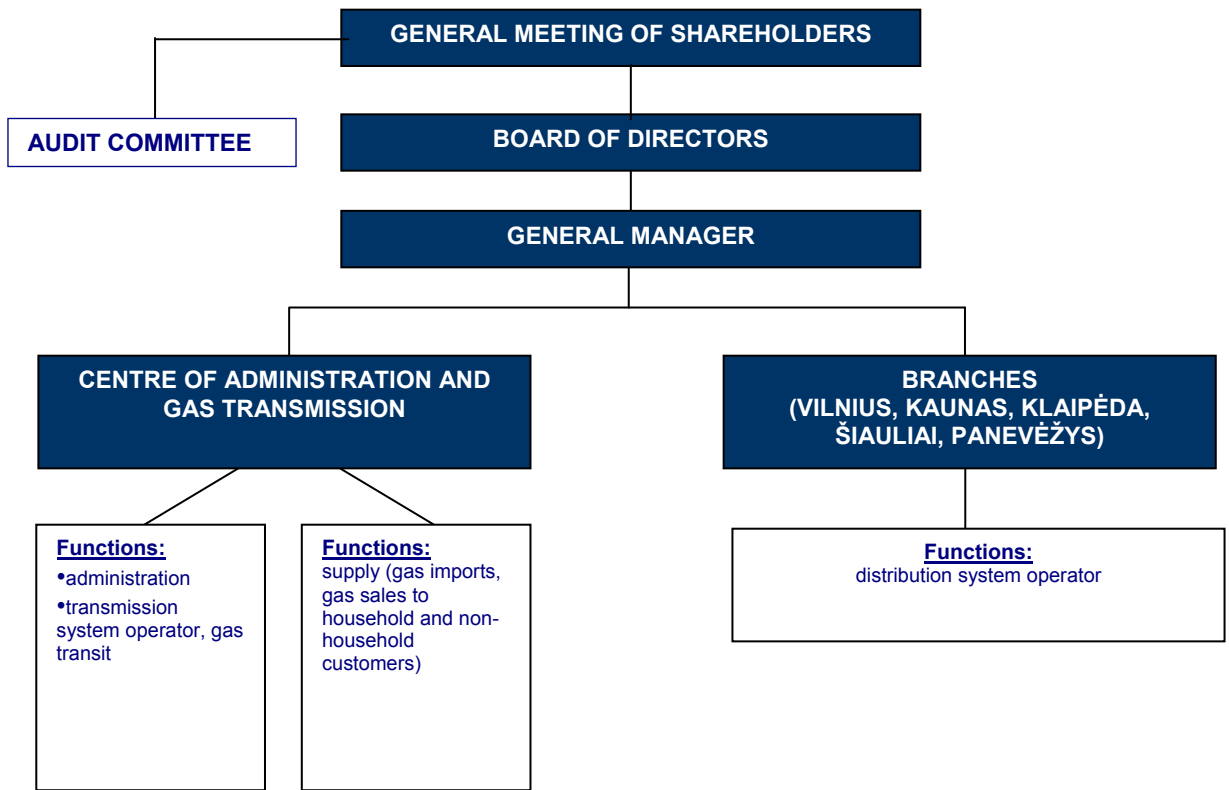 GENERAL MEETING OF SHAREHOLDERS
AUDIT COMMITTEE
BOARD OF DIRECTORS
GENERAL MANAGER
CENTRE OF ADMINISTRATION AND
GAS TRANSMISSION
BRANCHES
(VILNIUS, KAUNAS, KLAIPĖDA,
ŠIAULIAI, PANEVĖŽYS)
Functions:
•administration
•transmission
system operator, gas
transit
Functions:
supply (gas imports,
gas sales to
household and non-
household
customers)
Functions:
distribution system operator